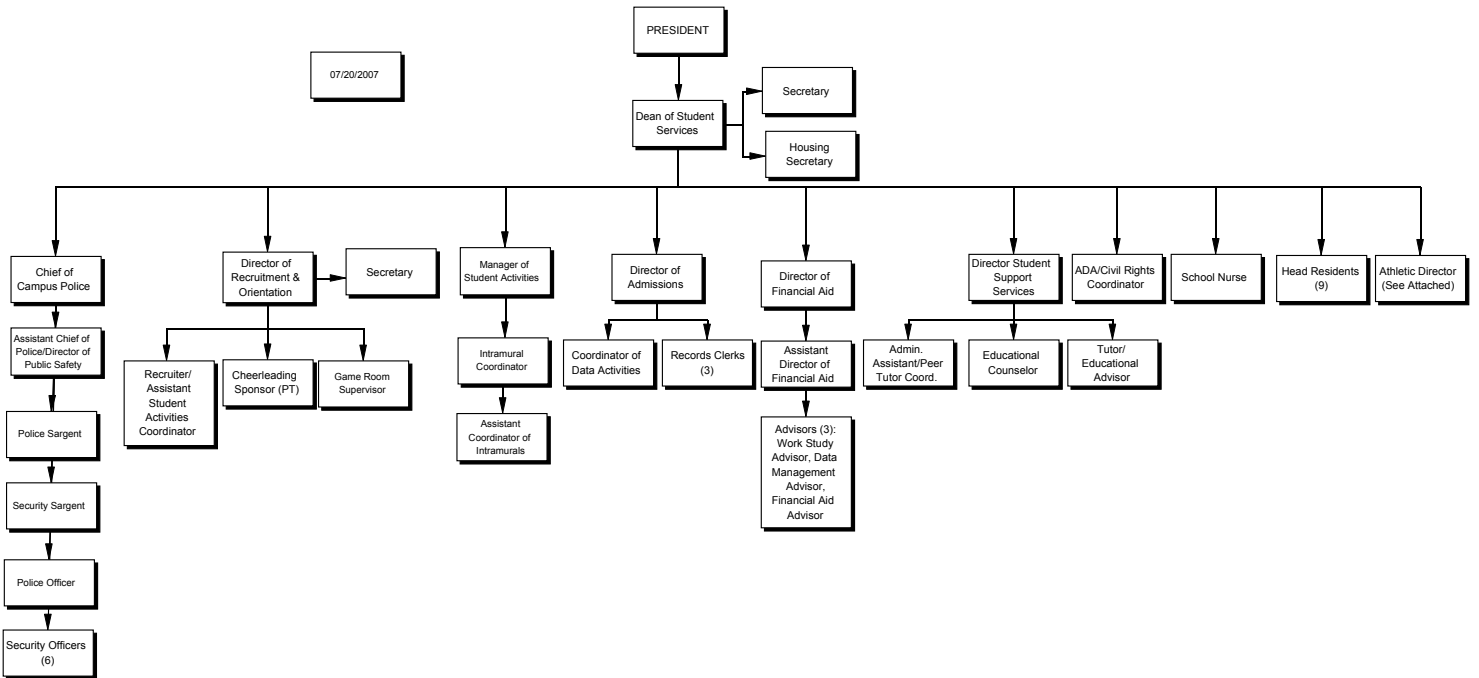 PRESIDENT
07/20/2007
Secretary
Dean of Student
Services
Housing
Secretary
Chief of
Campus Police
Director of
Recruitment &
Orientation
Secretary
Manager of
Student Activities
Director of
Admissions
Director of
Financial Aid
Director Student
Support
Services
ADA/Civil Rights
Coordinator
School Nurse
Head Residents
(9)
Athletic Director
(See Attached)
Assistant Chief of
Police/Director of
Public Safety
Recruiter/
Assistant
Student
Activities
Coordinator
Cheerleading
Sponsor (PT)
Game Room
Supervisor
Intramural
Coordinator
Coordinator of
Data Activities
Records Clerks
(3)
Assistant
Director of
Financial Aid
Admin.
Assistant/Peer
Tutor Coord.
Educational
Counselor
Tutor/
Educational
Advisor
Police Sargent
Assistant
Coordinator of
Intramurals
Advisors (3):
Work Study
Advisor, Data
Management
Advisor,
Financial Aid
Advisor
Security Sargent
Police Officer
Security Officers
(6)